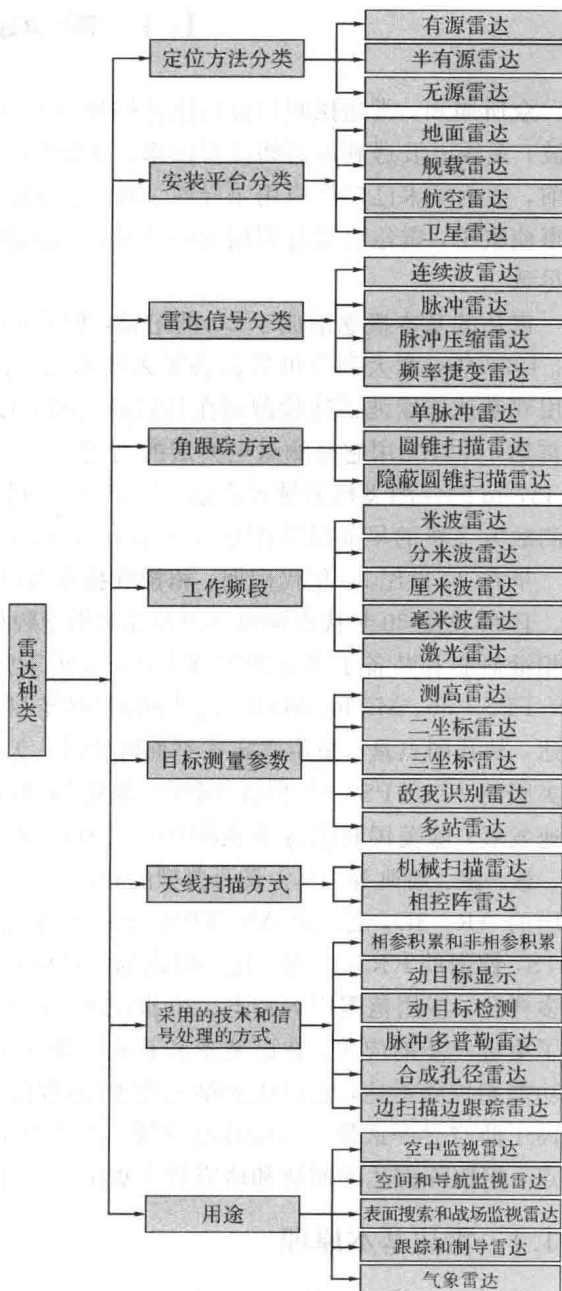 定位方法分类
有源雷达
半有源雷达
无源雷达
安装平台分类
地面雷达
舰载雷达
航空雷达
卫星雷达
雷达信号分类
连续波雷达
脉冲雷达
脉冲压缩雷达
频率捷变雷达
角跟踪方式
单脉冲雷达
圆锥扫描雷达
隐蔽圆锥扫描雷达
雷达种类
工作频段
米波雷达
分米波雷达
厘米波雷达
毫米波雷达
激光雷达
目标测量参数
测高雷达
二坐标雷达
三坐标雷达
敌我识别雷达
多站雷达
天线扫描方式
机械扫描雷达
相控阵雷达
采用的技术和信
号处理的方式
相参积累和非相参积累
动目标显示
动目标检测
脉冲多普勒雷达
合成孔径雷达
边扫描边跟踪雷达
用途
空中监视雷达
空间和导航监视雷达
表面搜索和战场监视雷达
跟踪和制导雷达
气象雷达